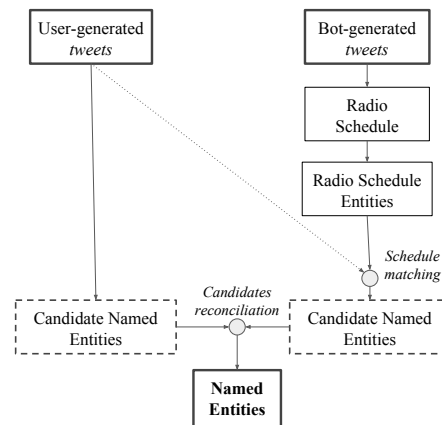 User-generated
tweets
Bot-generated
tweets
Radio
Schedule
Radio Schedule
Entities
Schedule
matching
Candidates
reconciliation
Candidate Named
Entities
Candidate Named
Entities
Named
Entities